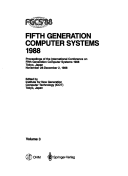 FGCS'88
FIFTH GENERATION
COMPUTER SYSTEMS
1988
Proceedings of the International Conference on
Fifth Generation Computer Systems 1988
Tokyo, Japan
November 28-December 2, 1988
Edited by
Institute for New Generation
Computer Technology (ICOT)
Tokyo, Japan
Volume 3
OHM
Springer-Verlag